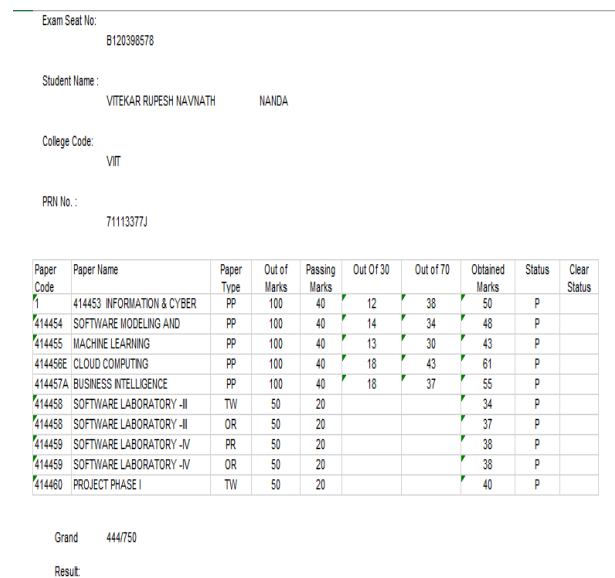 Exam Seat No:
B120398578
Student Name :
VITEKAR RUPESH NAVNATH NANDA
College Code:
VIIT
PRN No. :
71113377J
Paper Code Paper Name Paper Type Out of Marks Passing Marks Out Of 30 Out of 70 Obtained Marks Status Clear Status
1 414453 INFORMATION & CYBER PP 100 40 12 38 50 P
414454 SOFTWARE MODELING AND PP 100 40 14 34 48 P
414455 MACHINE LEARNING PP 100 40 13 30 43 P
414456E CLOUD COMPUTING PP 100 40 18 43 61 P
414457A BUSINESS INTELLIGENCE PP 100 40 18 37 55 P
414458 SOFTWARE LABORATORY -III TW 50 20 34 P
414458 SOFTWARE LABORATORY -III OR 50 20 37 P
414459 SOFTWARE LABORATORY -IV PR 50 20 38 P
414459 SOFTWARE LABORATORY -IV OR 50 20 38 P
414460 PROJECT PHASE I TW 50 20 40 P
Grand 444/750
Result: